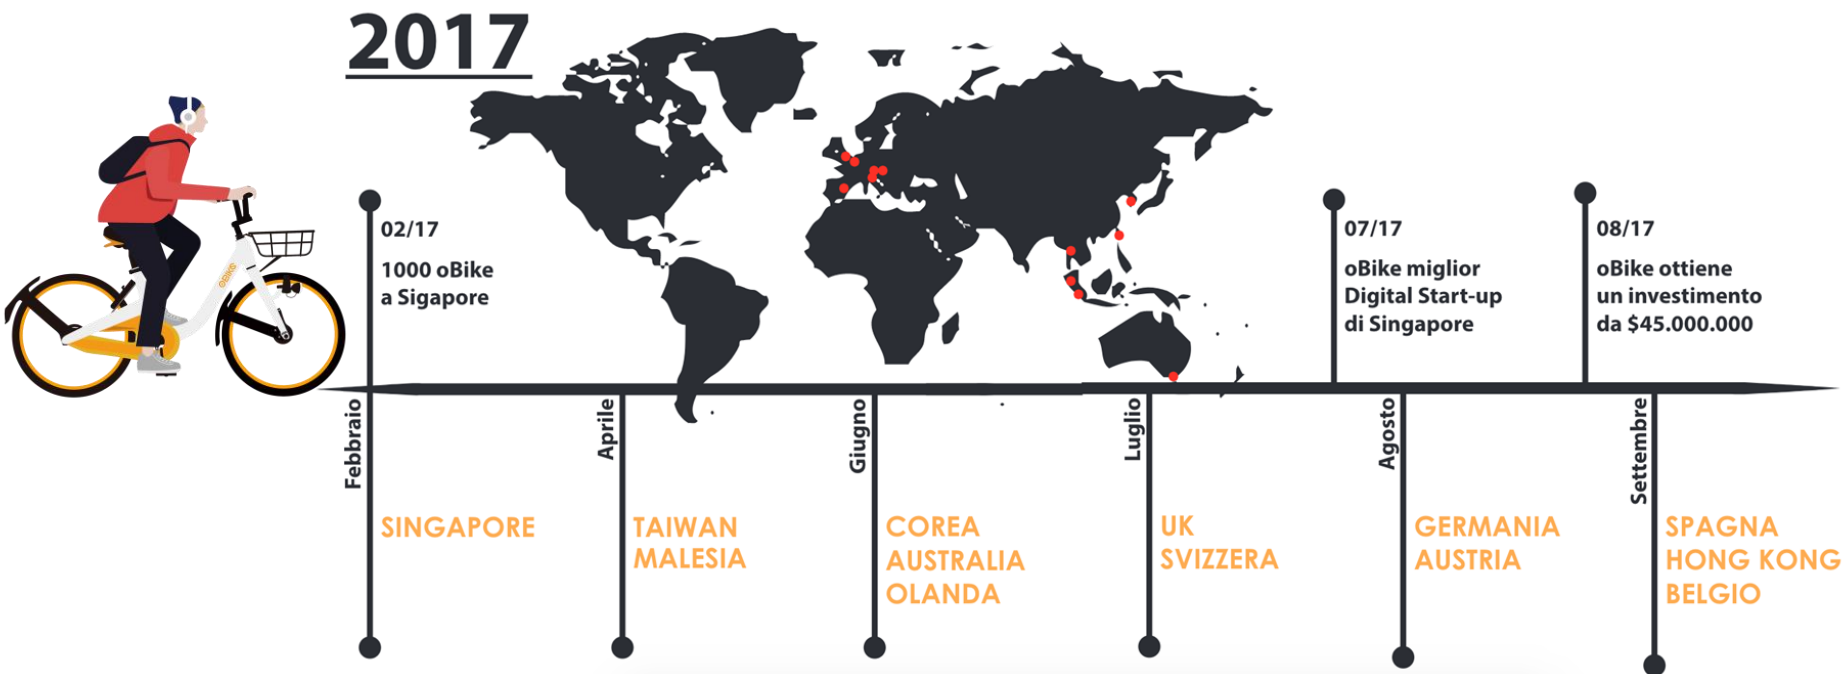 2017
02/17
1000 oBike
a Sigapore
07/17
oBike miglior
Digital Start-up
di Singapore
08/17
oBike ottiene
un investimento
da $45.000.000
oBIKE
Febbraio
SINGAPORE
Aprile
TAIWAN
MALESIA
Giugno
COREA
AUSTRALIA
OLANDA
Luglio
UK
SVIZZERA
Agosto
GERMANIA
AUSTRIA
Settembre
SPAGNA
HONG KONG
BELGIO